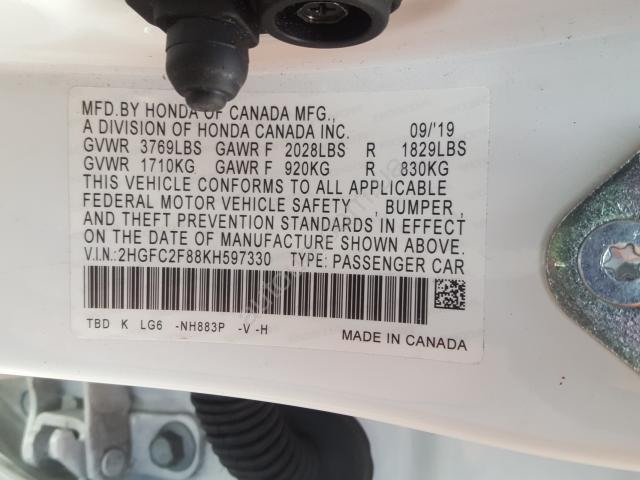 MFD.BY HONDA OF CANADA MFG.,
A DIVISION OF HONDA CANADA INC. 09/'19
GVWR 3769LBS GAWR F 2028LBS R 1829LBS
GVWR 1710KG GAWR F 920KG R 830KG
THIS VEHICLE CONFORMS TO ALL APPLICABLE
FEDERAL MOTOR VEHICLE SAFETY , BUMPER ,
AND THEFT PREVENTION STANDARDS IN EFFECT
ON THE DATE OF MANUFACTURE SHOWN ABOVE.
V.I.N.:2HGFC2F88KH597330 TYPE: PASSENGER CAR
TBD K LG6 -NH883P -V -H
MADE IN CANADA